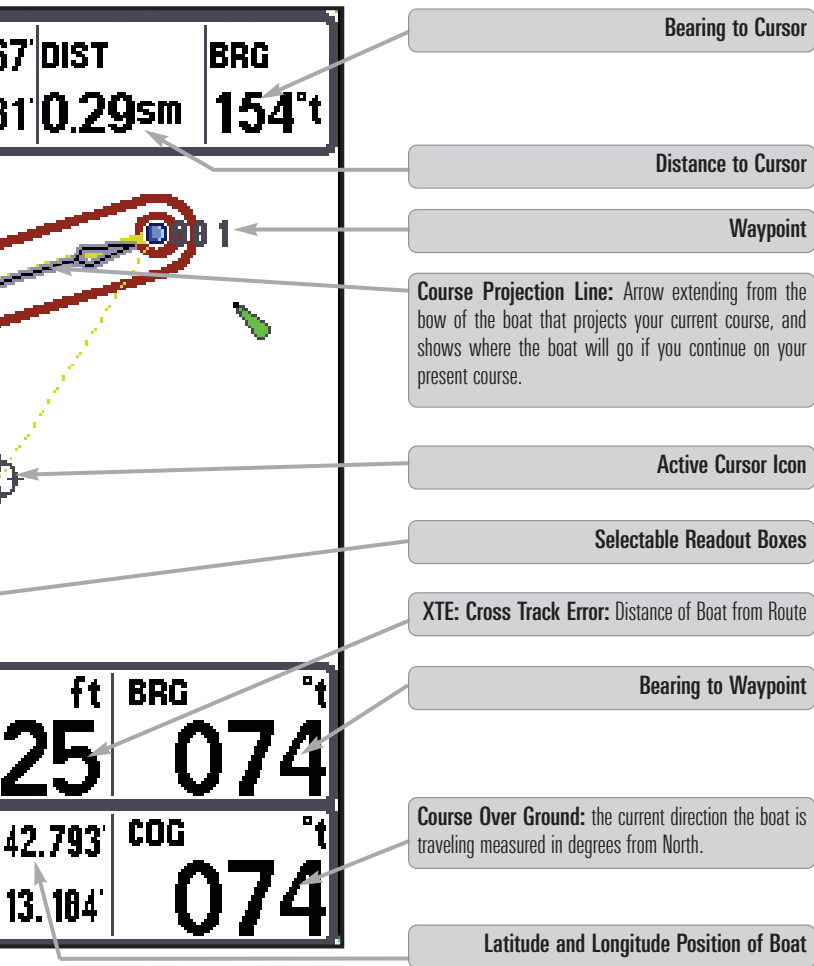 67' DIST BRG
31' 0.29sm 154°t
Bearing to Cursor
Distance to Cursor
001
Waypoint
Course Projection Line: Arrow extending from the
bow of the boat that projects your current course, and
shows where the boat will go if you continue on your
present course.
Active Cursor Icon
Selectable Readout Boxes
XTE: Cross Track Error: Distance of Boat from Route
ft BRG °t
25 074
Bearing to Waypoint
42.793' COG °t
13.184' 074
Course Over Ground: the current direction the boat is
traveling measured in degrees from North.
Latitude and Longitude Position of Boat